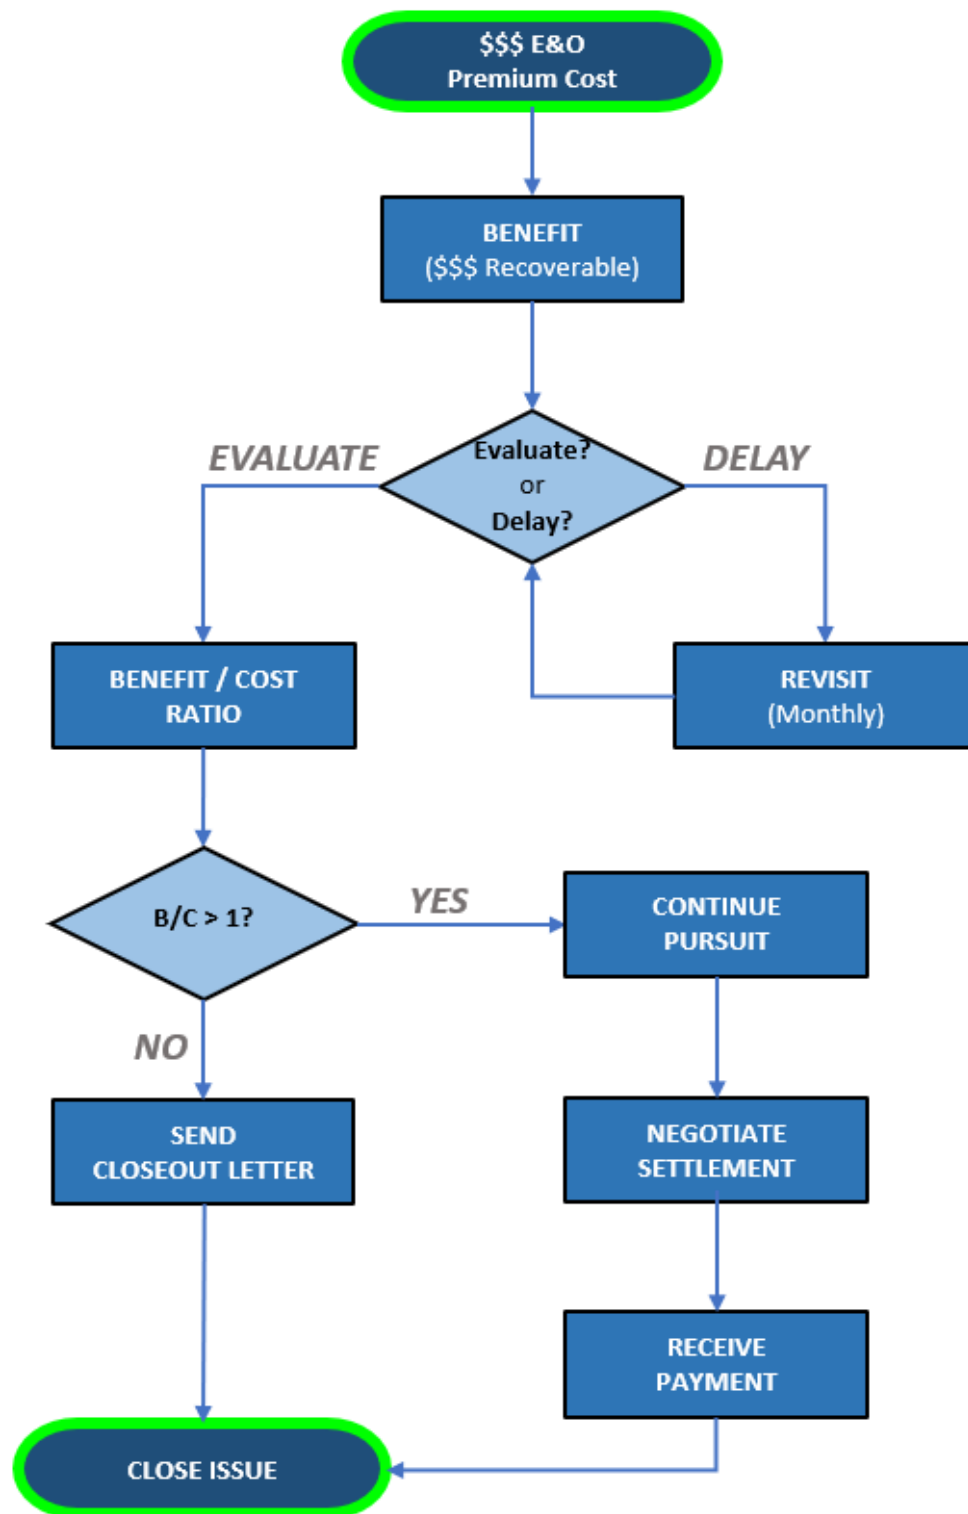 $$$ E&O
Premium Cost
BENEFIT
($$$ Recoverable)
EVALUATE
Evaluate?
or
Delay?
DELAY
BENEFIT / COST
RATIO
REVISIT
(Monthly)
B/C > 1?
YES
CONTINUE
PURSUIT
NO
SEND
CLOSEOUT LETTER
NEGOTIATE
SETTLEMENT
RECEIVE
PAYMENT
CLOSE ISSUE